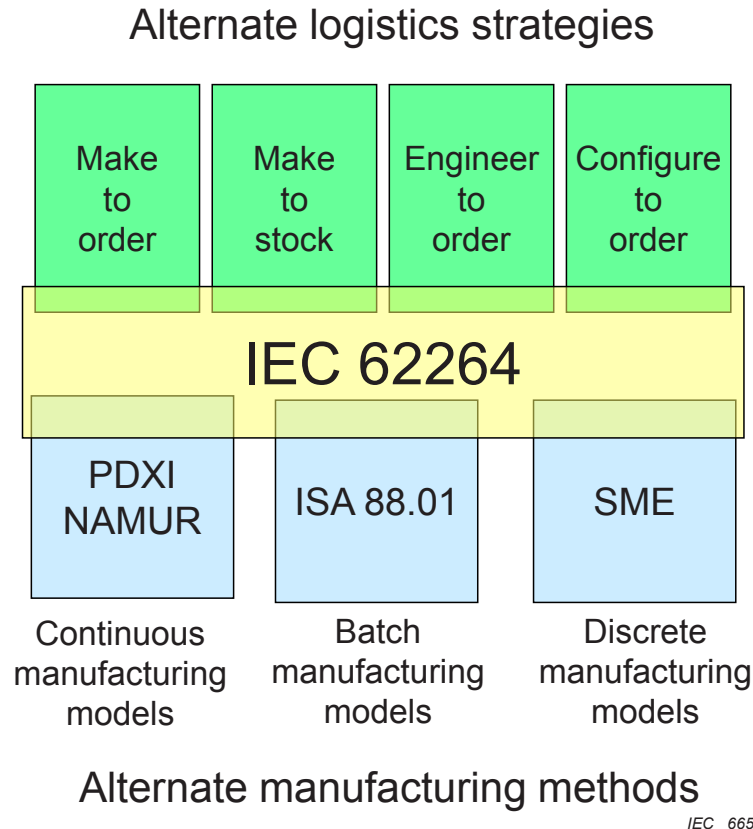 Alternate logistics strategies
Make
to
order
Make
to
stock
Engineer
to
order
Configure
to
order
IEC 62264
PDXI
NAMUR
ISA 88.01
SME
Continuous
manufacturing
models
Batch
manufacturing
models
Discrete
manufacturing
models
Alternate manufacturing methods
IEC 665